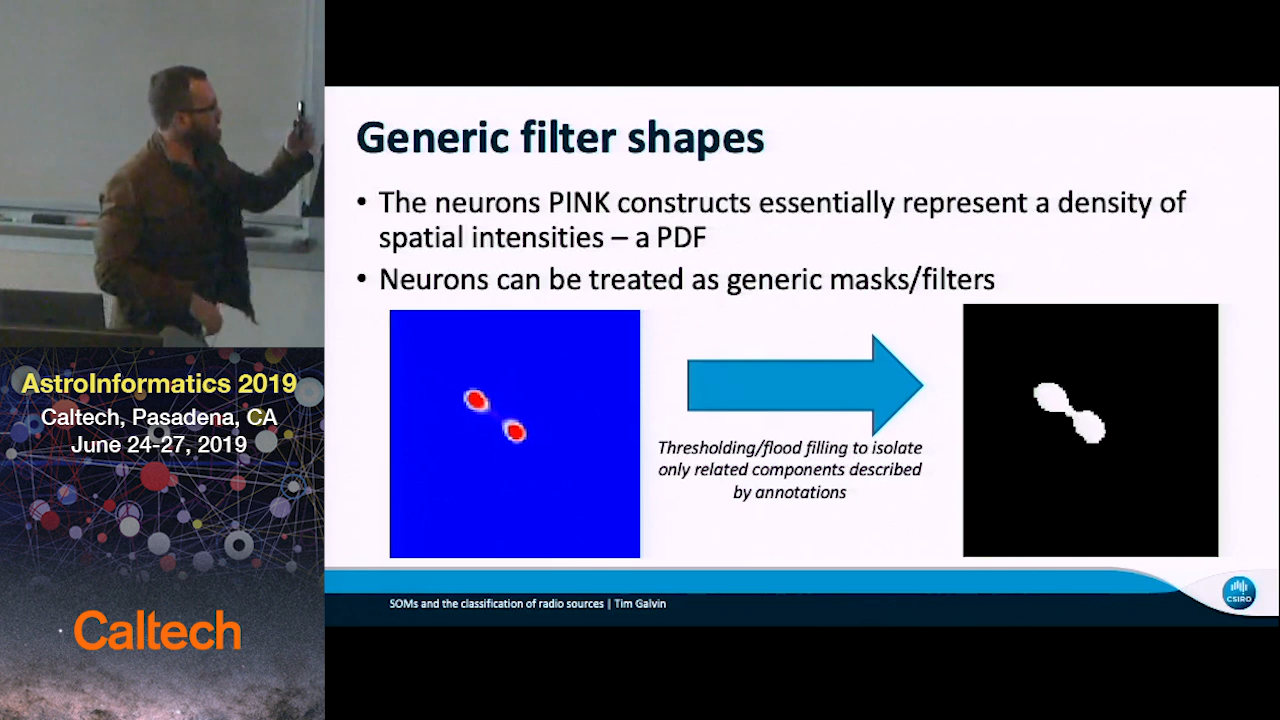 AstroInformatics 2019
Caltech, Pasadena, CA
June 24-27, 2019
Caltech
Generic filter shapes
• The neurons PINK constructs essentially represent a density of
spatial intensities – a PDF
• Neurons can be treated as generic masks/filters
Thresholding/flood filling to isolate
only related components described
by annotations
SOMs and the classification of radio sources | Tim Galvin
CSIRO